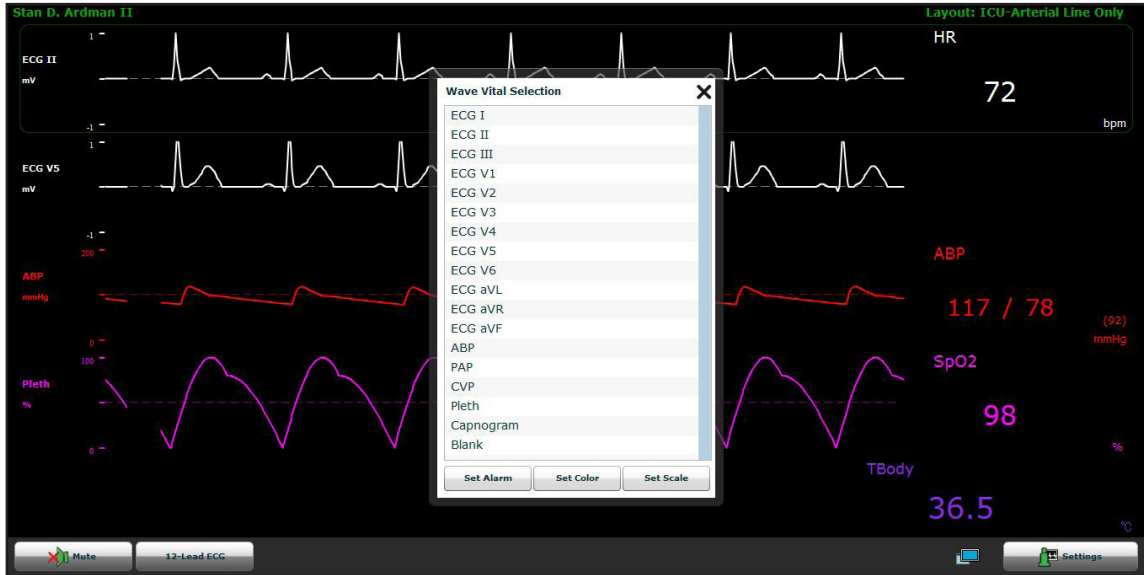 Stan D. Ardman II
Layout: ICU-Arterial Line Only
ECG II
mV
1
-1
HR
72
bpm
ECG V5
mV
1
-1
ABP
mmHg
200
0
ABP
117 / 78
(92)
mmHg
Pleth
%
100
0
SpO2
98
%
TBody
36.5
°C
Wave Vital Selection
ECG I
ECG II
ECG III
ECG V1
ECG V2
ECG V3
ECG V4
ECG V5
ECG V6
ECG aVL
ECG aVR
ECG aVF
ABP
PAP
CVP
Pleth
Capnogram
Blank
Set Alarm
Set Color
Set Scale
Mute
12-Lead ECG
Settings